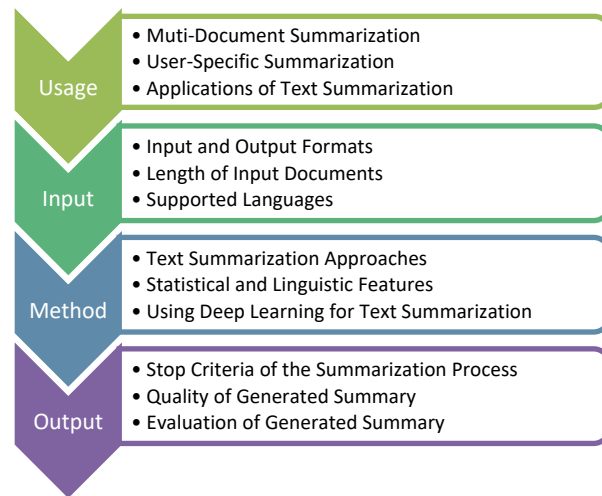 Usage
• Muti-Document Summarization
• User-Specific Summarization
• Applications of Text Summarization
Input
• Input and Output Formats
• Length of Input Documents
• Supported Languages
Method
• Text Summarization Approaches
• Statistical and Linguistic Features
• Using Deep Learning for Text Summarization
Output
• Stop Criteria of the Summarization Process
• Quality of Generated Summary
• Evaluation of Generated Summary